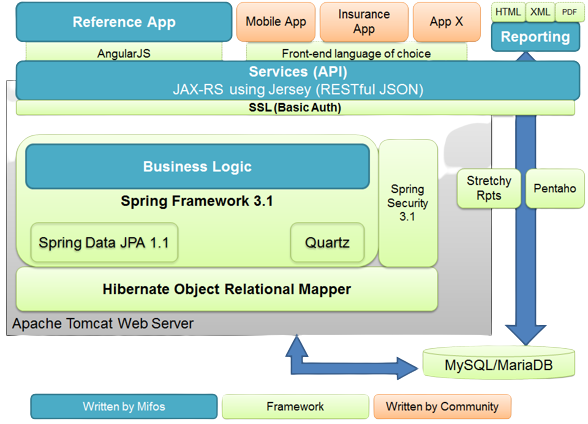 Reference App
Mobile App
Insurance
App
App X
HTML
XML
PDF
Reporting
AngularJS
Front-end language of choice
Services (API)
JAX-RS using Jersey (RESTful JSON)
SSL (Basic Auth)
Business Logic
Spring Framework 3.1
Spring
Security
3.1
Stretchy
Rpts
Pentaho
Spring Data JPA 1.1
Quartz
Hibernate Object Relational Mapper
Apache Tomcat Web Server
MySQL/MariaDB
Written by Mifos
Framework
Written by Community